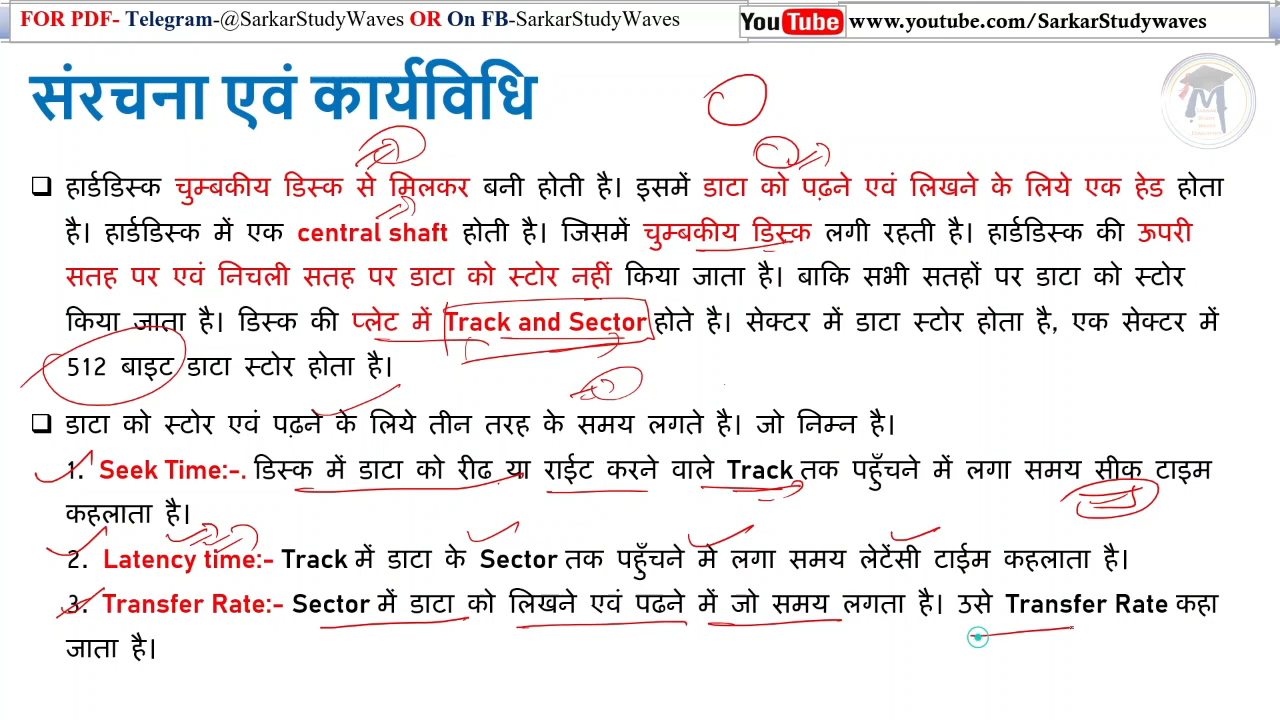 FOR PDF- Telegram-@SarkarStudyWaves OR On FB-SarkarStudyWaves
YouTube www.youtube.com/SarkarStudywaves
संरचना एवं कार्यविधि
❑ हार्डडिस्क चुम्बकीय डिस्क से मिलकर बनी होती है। इसमें डाटा को पढ़ने एवं लिखने के लिये एक हेड होता
है। हार्डडिस्क में एक central shaft होती है। जिसमें चुम्बकीय डिस्क लगी रहती है। हार्डडिस्क की ऊपरी
सतह पर एवं निचली सतह पर डाटा को स्टोर नहीं किया जाता है। बाकि सभी सतहों पर डाटा को स्टोर
किया जाता है। डिस्क की प्लेट में Track and Sector होते है। सेक्टर में डाटा स्टोर होता है, एक सेक्टर में
512 बाइट डाटा स्टोर होता है।
❑ डाटा को स्टोर एवं पढ़ने के लिये तीन तरह के समय लगते है। जो निम्न है।
1. Seek Time:-. डिस्क में डाटा को रीढ या राईट करने वाले Track तक पहुँचने में लगा समय सीक टाइम
कहलाता है।
2. Latency time:- Track में डाटा के Sector तक पहुँचने मे लगा समय लेटेंसी टाईम कहलाता है।
3. Transfer Rate:- Sector में डाटा को लिखने एवं पढने में जो समय लगता है। उसे Transfer Rate कहा
जाता है।